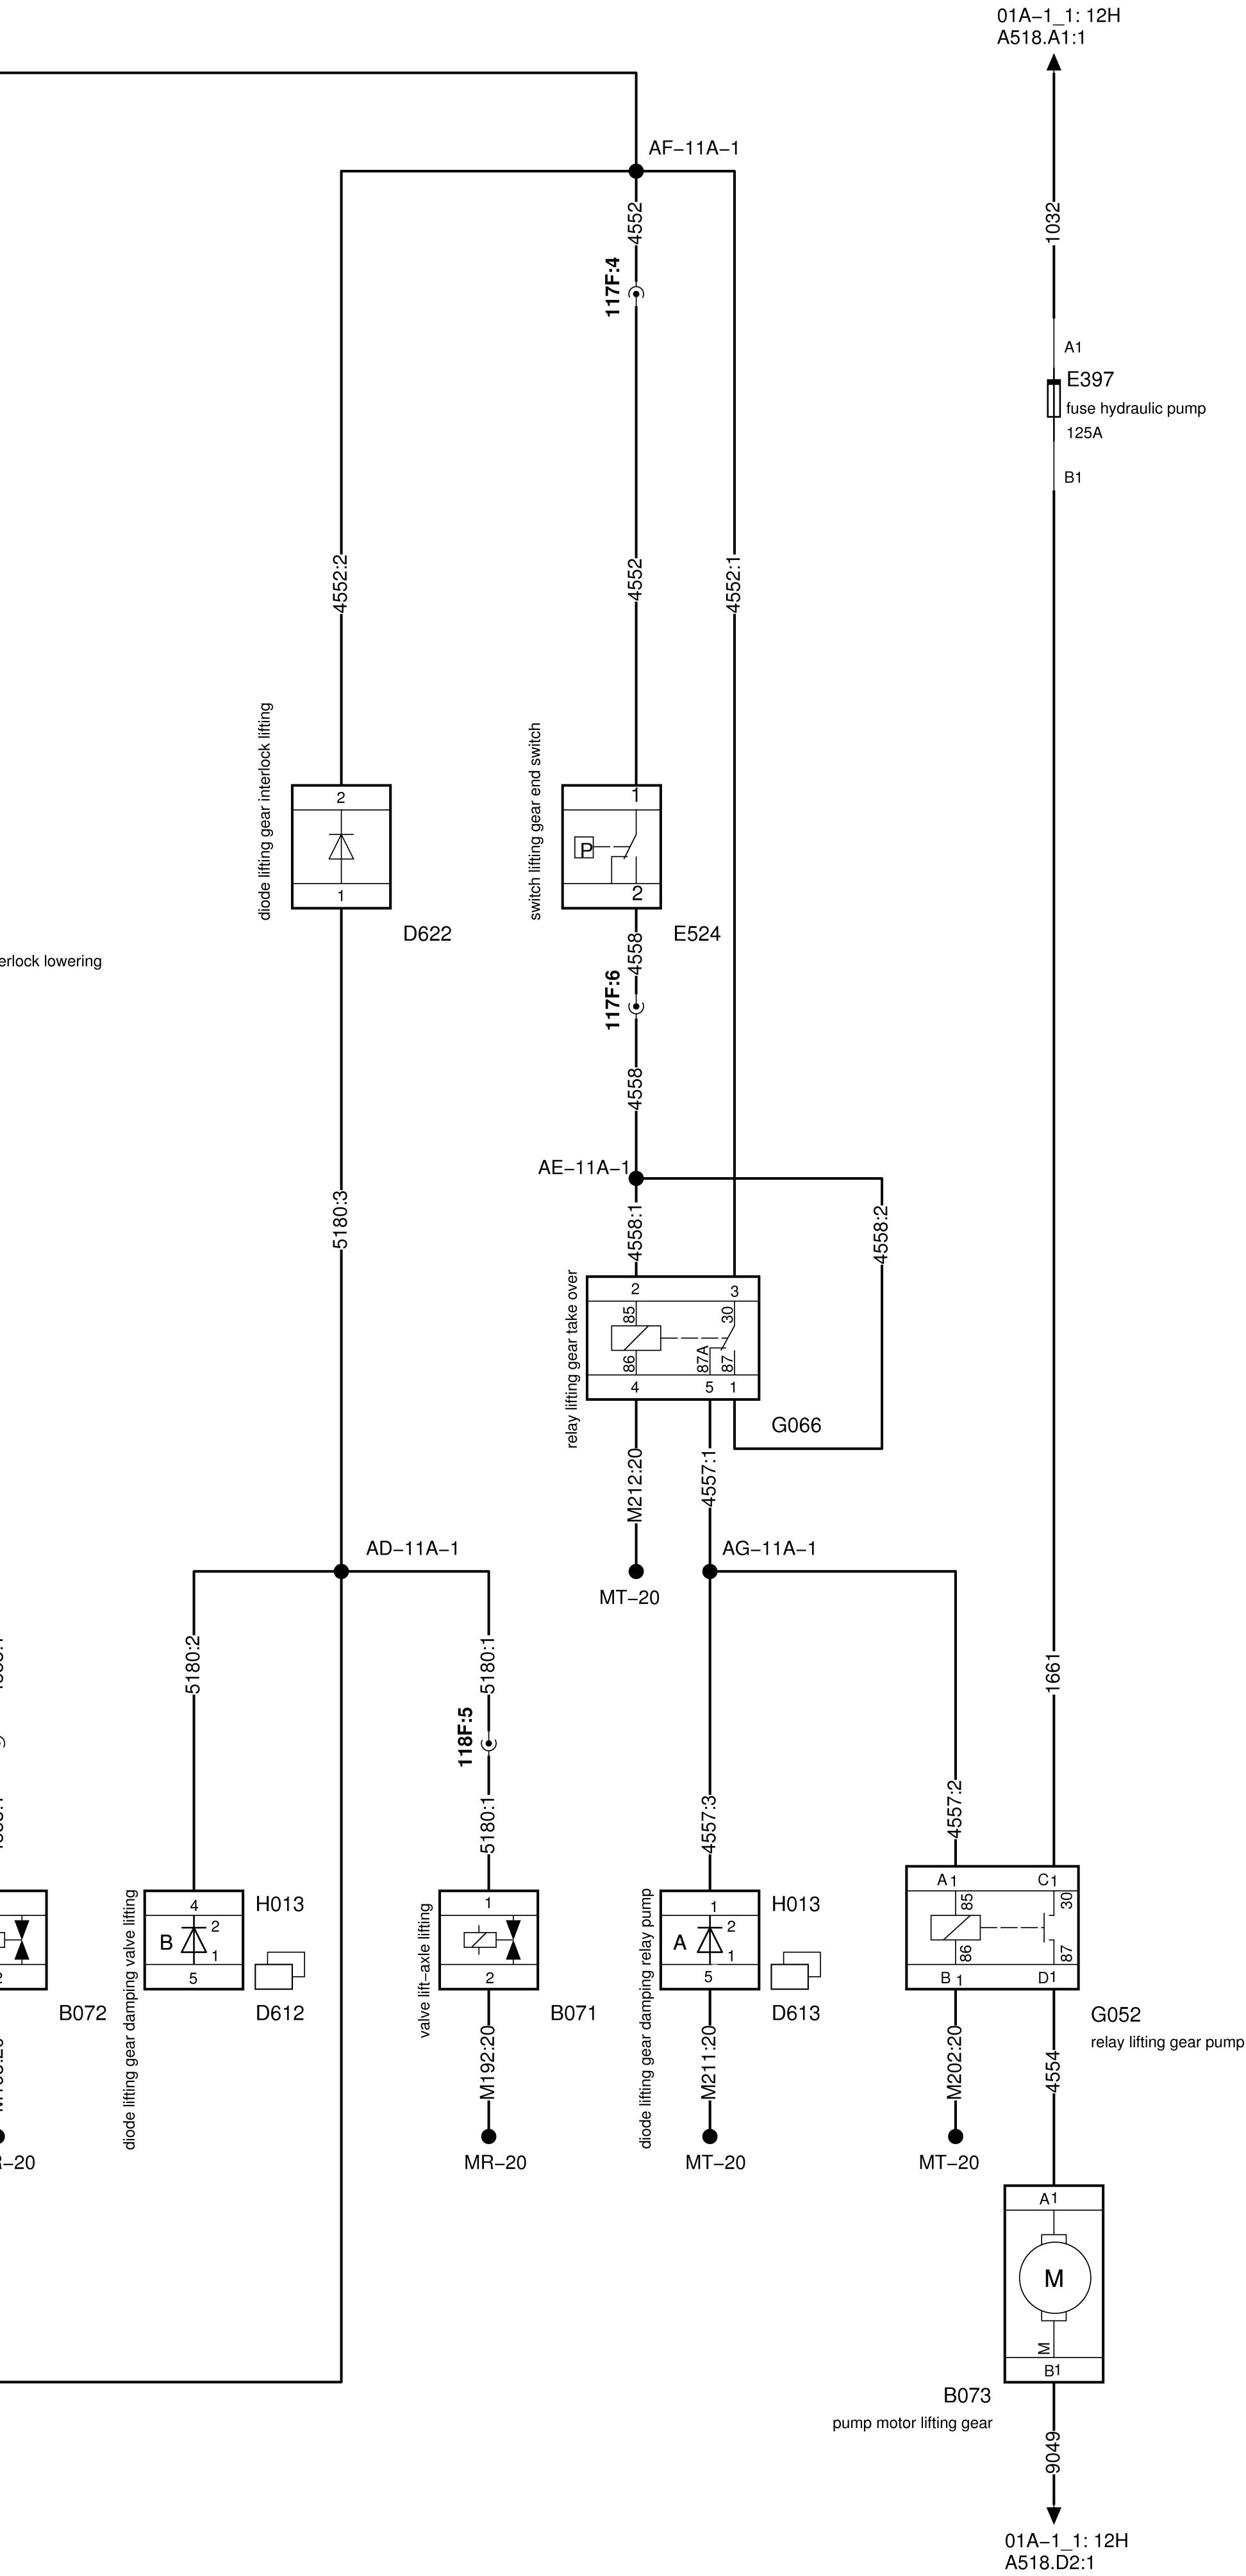 01A−1_1: 12H
A518.A1:1
AF−11A−1
4552
1032
117F:4
A1
E397
fuse hydraulic pump
125A
B1
4552:2
4552
4552:1
diode lifting gear interlock lifting
2
1
D622
switch lifting gear end switch
1
P
2
E524
erlock lowering
4558
117F:6
4558
AE−11A−1
5180:3
4558:1
4558:2
relay lifting gear take over
2
3
85
30
86
87A
87
4
5
1
G066
M212:20
4557:1
AD−11A−1
AG−11A−1
MT−20
5180:2
5180:1
1661
118F:5
5180:1
4557:3
4557:2
B072
diode lifting gear damping valve lifting
4
B
2
1
5
H013
D612
valve lift−axle lifting
1
2
B071
diode lifting gear damping relay pump
1
A
2
1
5
H013
D613
A1
C1
85
30
86
87
B1
D1
G052
relay lifting gear pump
M192:20
M211:20
M202:20
4554
−20
MR−20
MT−20
MT−20
A1
M
M
B1
B073
pump motor lifting gear
9049
01A−1_1: 12H
A518.D2:1